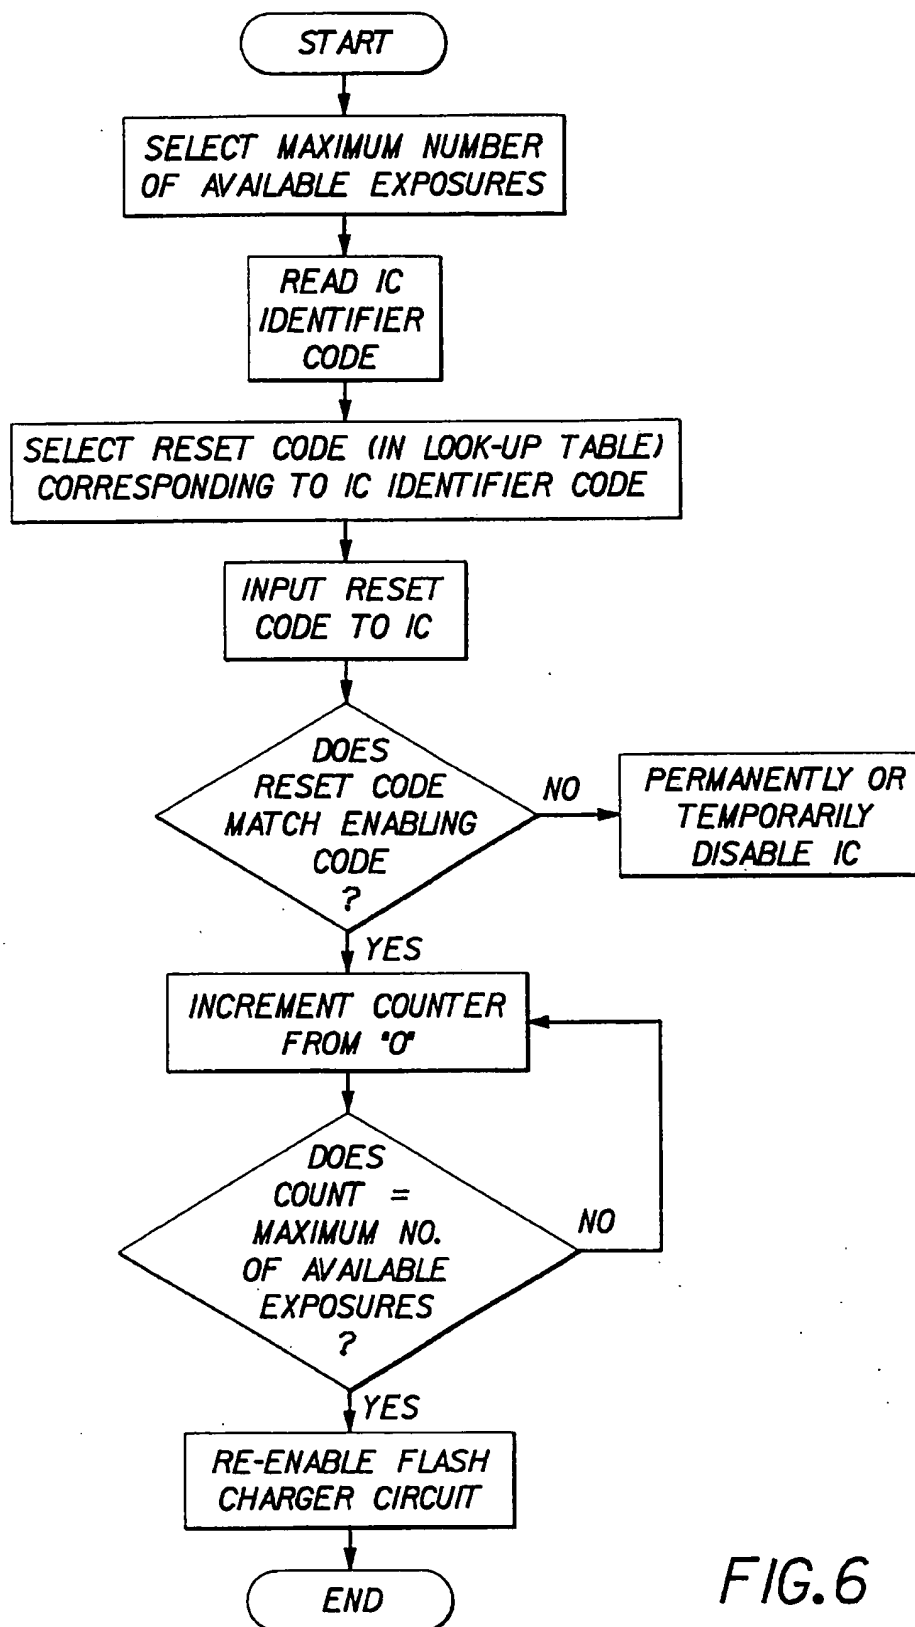 START
SELECT MAXIMUM NUMBER
OF AVAILABLE EXPOSURES
READ IC
IDENTIFIER
CODE
SELECT RESET CODE (IN LOOK-UP TABLE)
CORRESPONDING TO IC IDENTIFIER CODE
INPUT RESET
CODE TO IC
DOES
RESET CODE
MATCH ENABLING
CODE
?
NO
PERMANENTLY OR
TEMPORARILY
DISABLE IC
YES
INCREMENT COUNTER
FROM "0"
DOES
COUNT =
MAXIMUM NO.
OF AVAILABLE
EXPOSURES
?
NO
YES
RE-ENABLE FLASH
CHARGER CIRCUIT
END
FIG.6